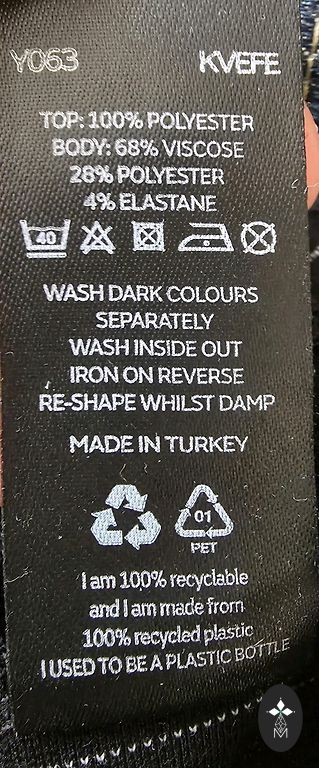 Y063 KVEFE
TOP: 100% POLYESTER
BODY: 68% VISCOSE
28% POLYESTER
4% ELASTANE
40
WASH DARK COLOURS
SEPARATELY
WASH INSIDE OUT
IRON ON REVERSE
RE-SHAPE WHILST DAMP
MADE IN TURKEY
01
PET
I am 100% recyclable
and I am made from
100% recycled plastic
I USED TO BE A PLASTIC BOTTLE
M